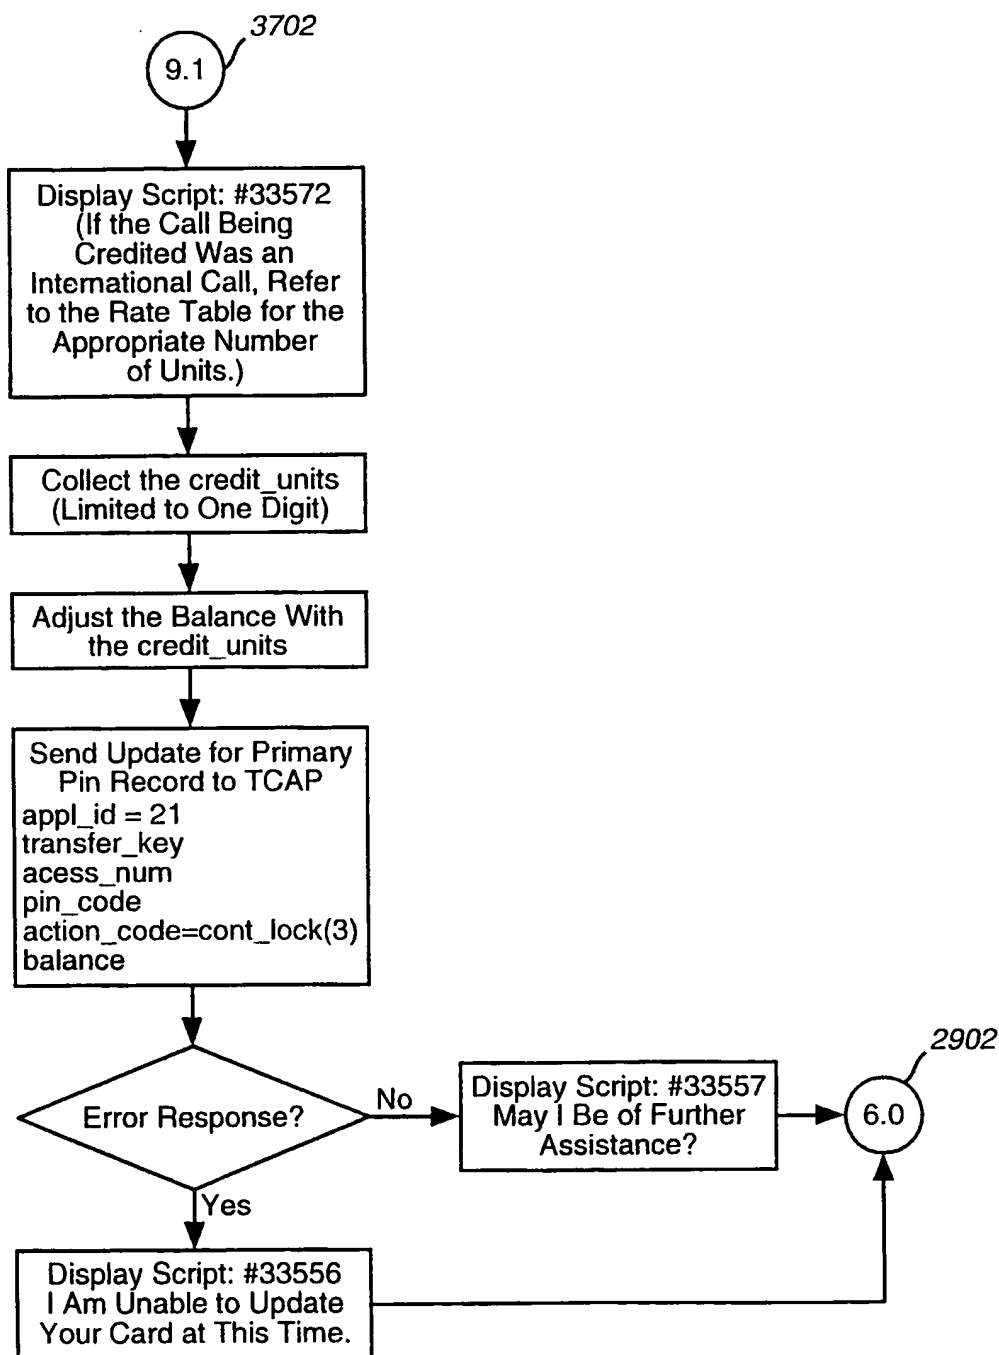 3702
9.1
Display Script: #33572
(If the Call Being
Credited Was an
International Call, Refer
to the Rate Table for the
Appropriate Number
of Units.)
Collect the credit_units
(Limited to One Digit)
Adjust the Balance With
the credit_units
Send Update for Primary
Pin Record to TCAP
appl_id = 21
transfer_key
acess_num
pin_code
action_code=cont_lock(3)
balance
Error Response?
No
Display Script: #33557
May I Be of Further
Assistance?
2902
6.0
Yes
Display Script: #33556
I Am Unable to Update
Your Card at This Time.